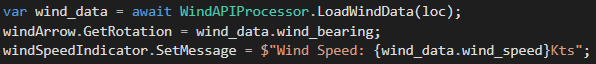 var wind_data = await WindAPIProcessor.LoadWindData(loc);
windArrow.GetRotation = wind_data.wind_bearing;
windSpeedIndicator.SetMessage = $"Wind Speed: {wind_data.wind_speed}Kts";